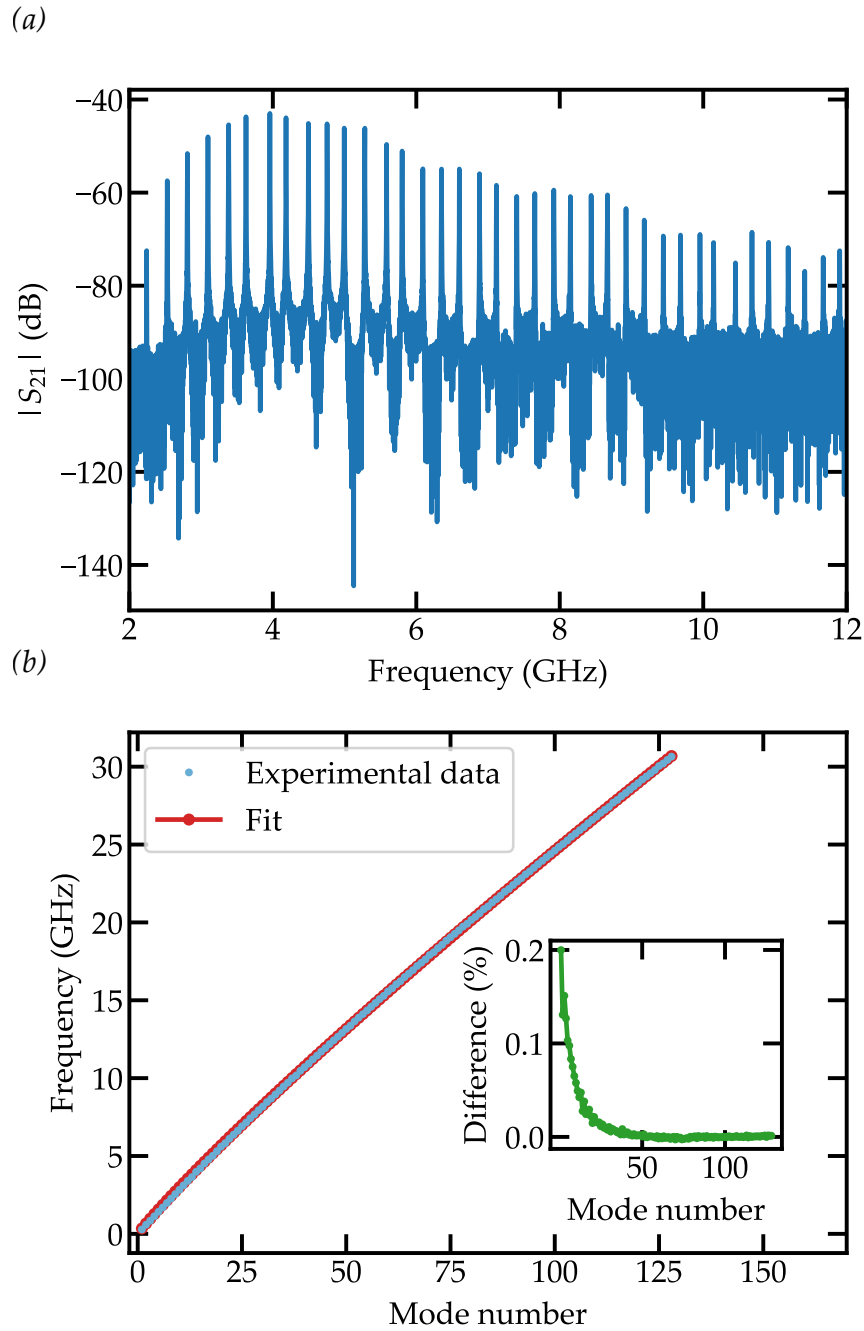 (a)
−40
−60
−80
−100
−120
−140
|S₂₁| (dB)
2 4 6 8 10 12
Frequency (GHz)
(b)
30
25
20
15
10
5
0
Frequency (GHz)
Experimental data
Fit
0.2
0.1
0.0
Difference (%)
50 100
Mode number
0 25 50 75 100 125 150
Mode number